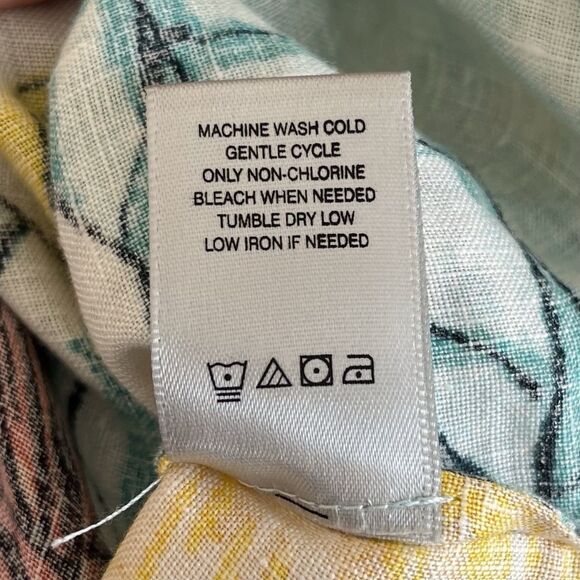 MACHINE WASH COLD
GENTLE CYCLE
ONLY NON-CHLORINE
BLEACH WHEN NEEDED
TUMBLE DRY LOW
LOW IRON IF NEEDED